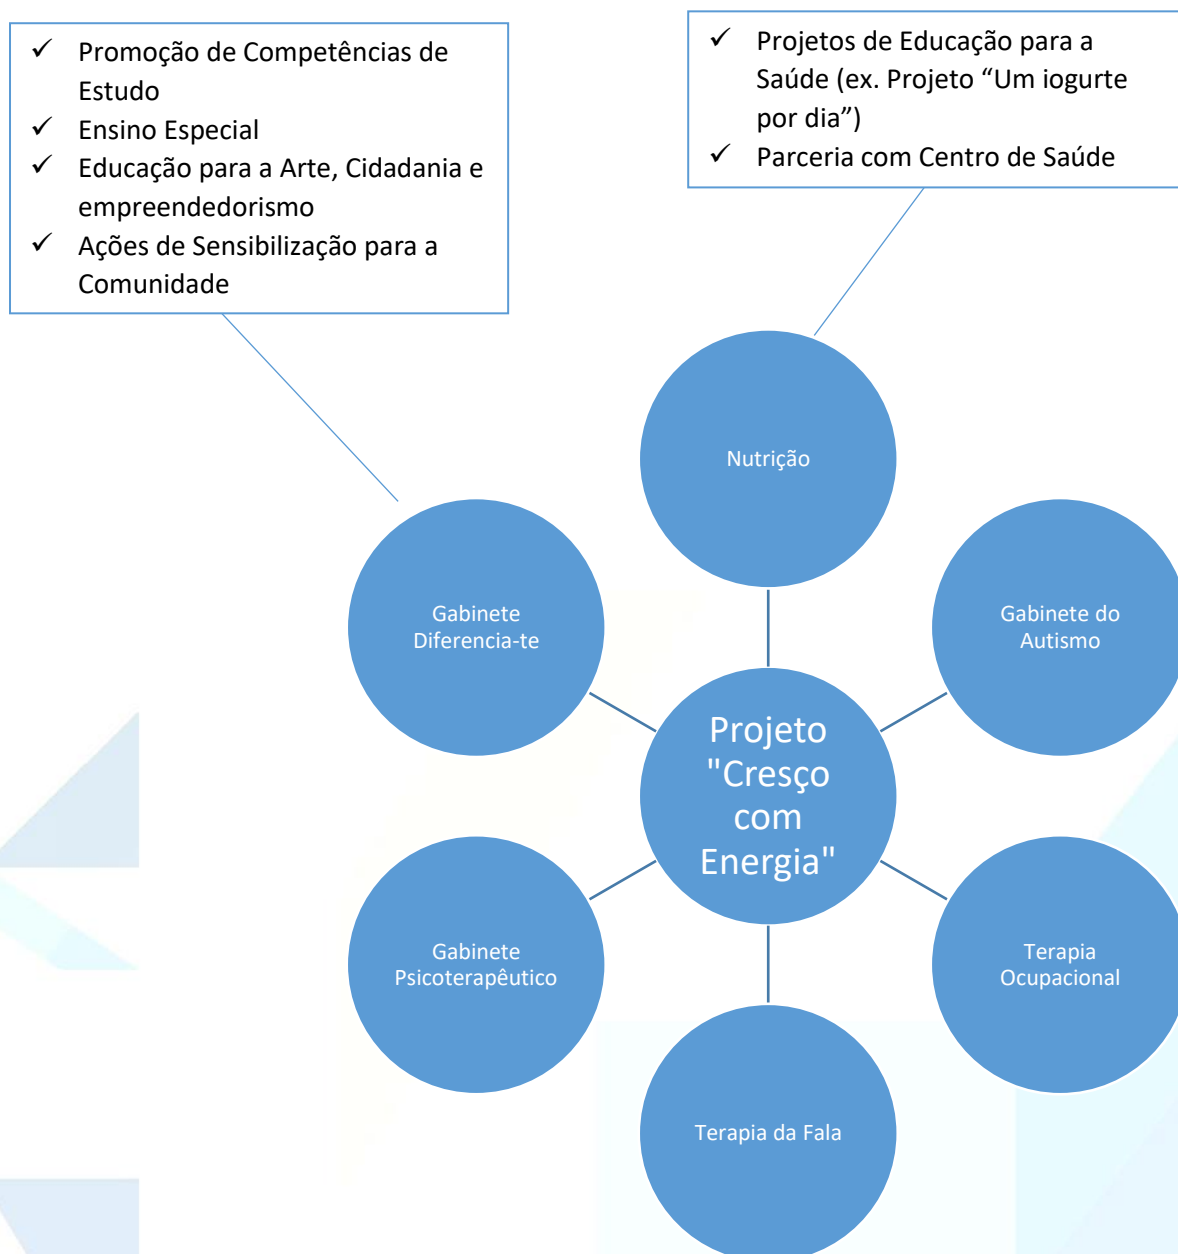 ✓ Promoção de Competências de
Estudo
✓ Ensino Especial
✓ Educação para a Arte, Cidadania e
empreendedorismo
✓ Ações de Sensibilização para a
Comunidade
✓ Projetos de Educação para a
Saúde (ex. Projeto “Um iogurte
por dia”)
✓ Parceria com Centro de Saúde
Nutrição
Gabinete
Diferencia-te
Gabinete do
Autismo
Projeto
"Cresço
com
Energia"
Gabinete
Psicoterapêutico
Terapia
Ocupacional
Terapia da Fala